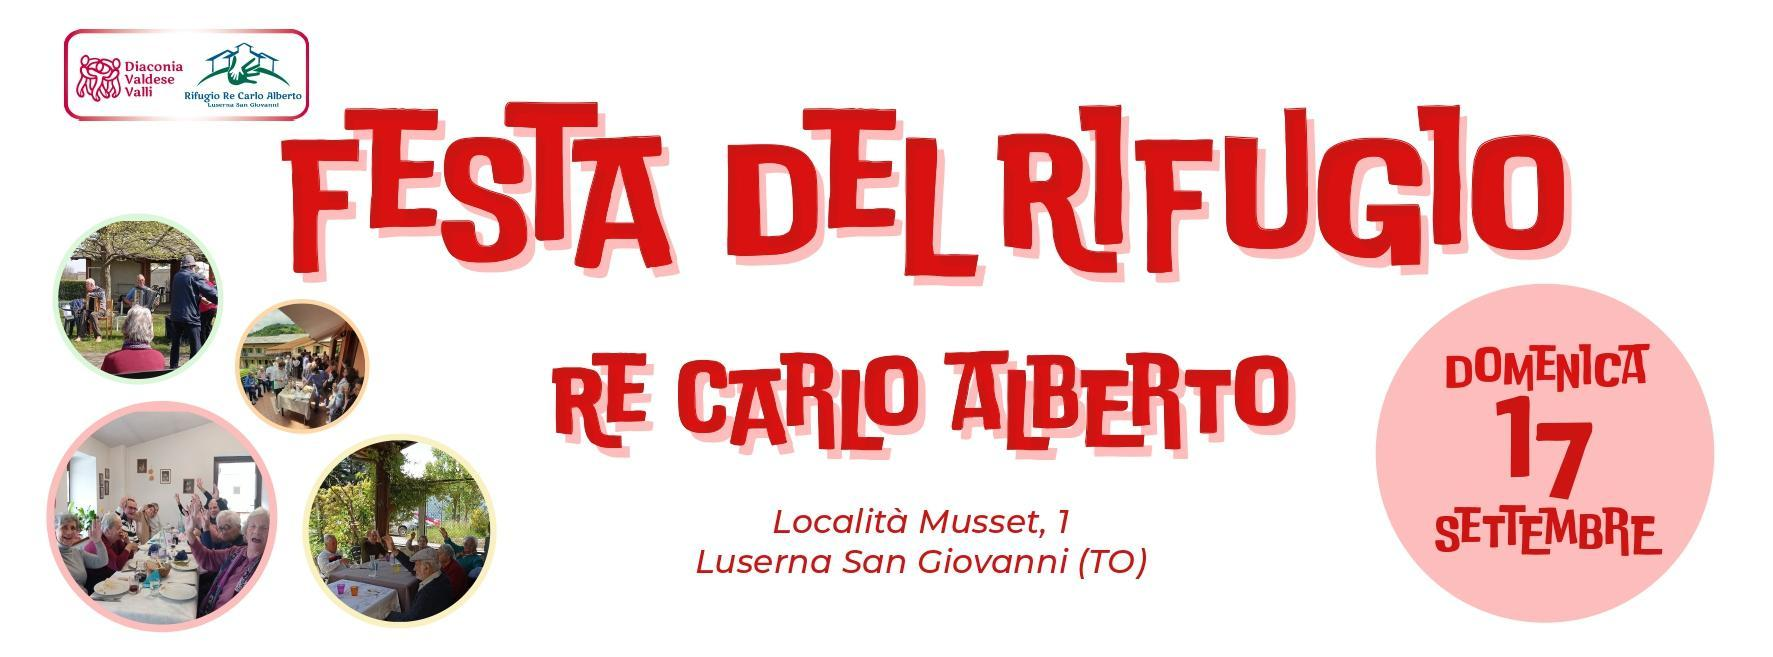 Diaconia
Valdese
Valli
Rifugio Re Carlo Alberto
Luserna San Giovanni
FESTA DEL RIFUGIO
RE CARLO ALBERTO
Località Musset, 1
Luserna San Giovanni (TO)
DOMENICA
17
SETTEMBRE